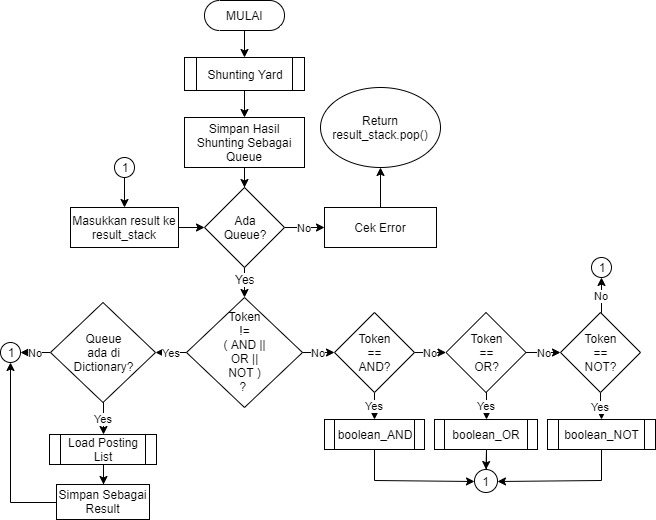 MULAI
Shunting Yard
Simpan Hasil
Shunting Sebagai
Queue
Return
result_stack.pop()
1
Masukkan result ke
result_stack
Ada
Queue?
No
Cek Error
Yes
1
No
1
No
Queue
ada di
Dictionary?
Yes
Token
!=
( AND ||
OR ||
NOT )
?
No
Token
==
AND?
No
Token
==
OR?
No
Token
==
NOT?
Yes
Yes
Yes
Yes
Load Posting
List
boolean_AND
boolean_OR
boolean_NOT
Simpan Sebagai
Result
1